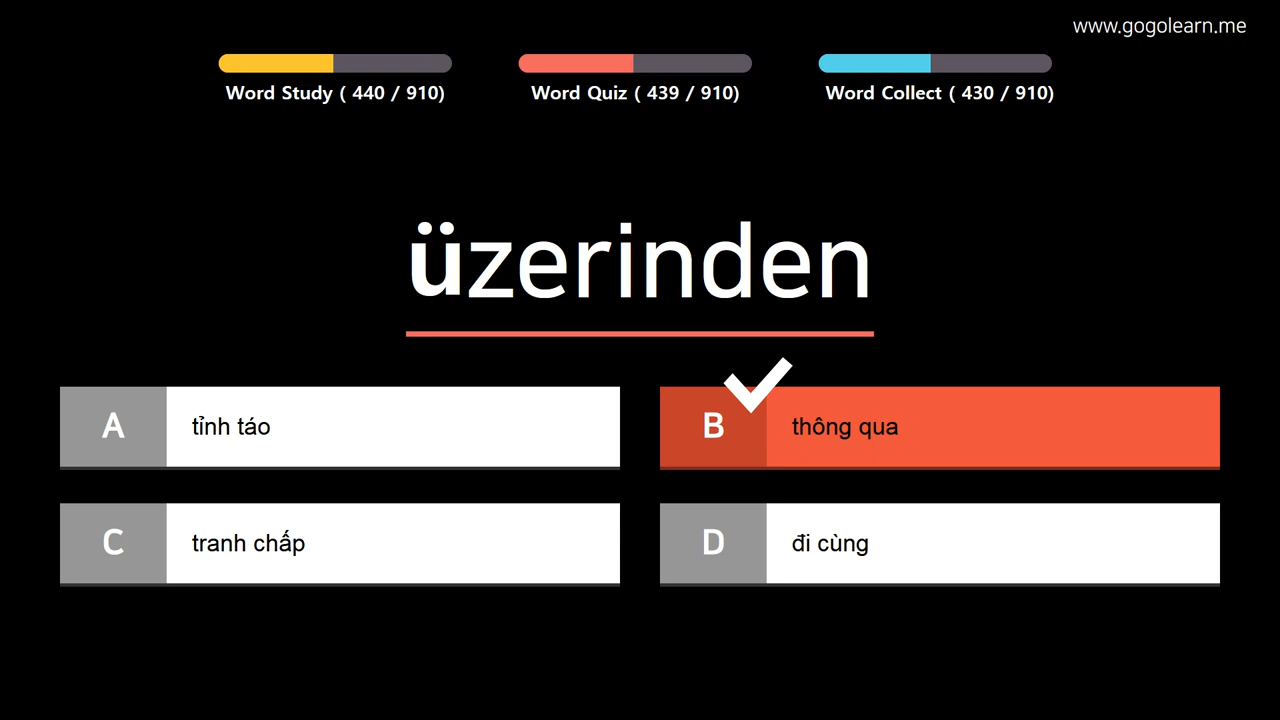 www.gogolearn.me
Word Study ( 440 / 910)
Word Quiz ( 439 / 910)
Word Collect ( 430 / 910)
üzerinden
A
tỉnh táo
B
thông qua
C
tranh chấp
D
đi cùng